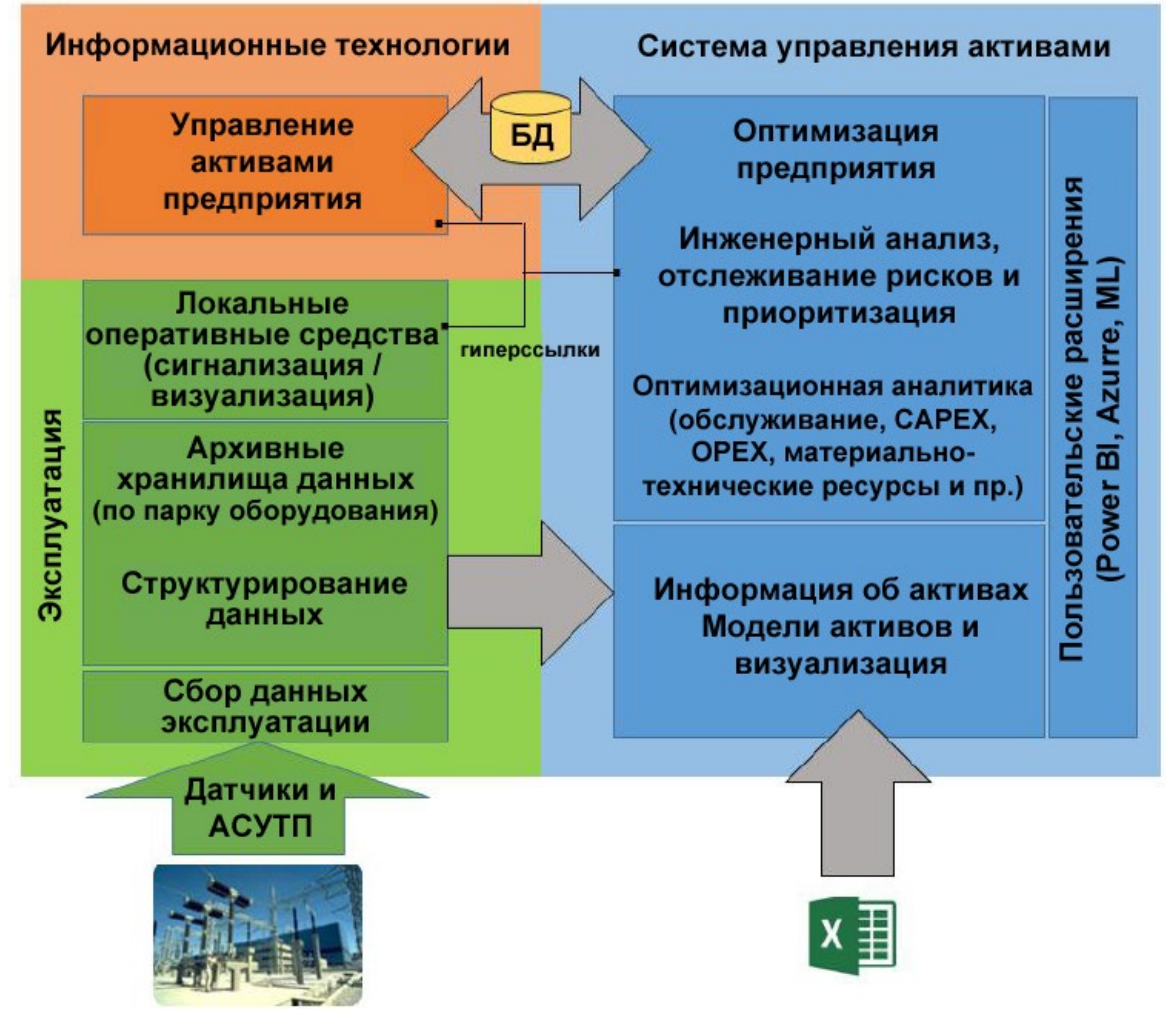 Информационные технологии
Управление
активами
предприятия
БД
гиперссылки
Эксплуатация
Локальные
оперативные средства
(сигнализация /
визуализация)
Архивные
хранилища данных
(по парку оборудования)
Структурирование
данных
Сбор данных
эксплуатации
Датчики и
АСУТП
Система управления активами
Оптимизация
предприятия
Инженерный анализ,
отслеживание рисков и
приоритизация
Оптимизационная аналитика
(обслуживание, CAPEX,
OPEX, материально-
технические ресурсы и пр.)
Информация об активах
Модели активов и
визуализация
Пользовательские расширения
(Power BI, Azurre, ML)
X